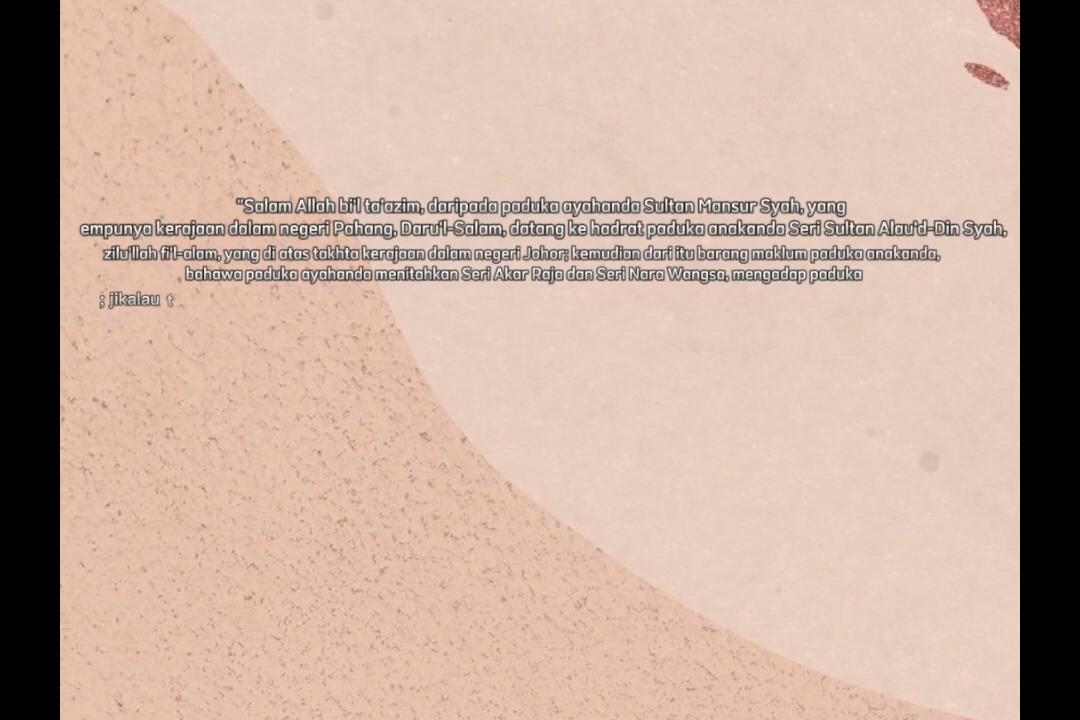 "Salam Allah bi'l ta'azim, daripada paduka ayahanda Sultan Mansur Syah, yang
empunya kerajaan dalam negeri Pahang, Daru'l-Salam, datang ke hadrat paduka anakanda Seri Sultan Alau'd-Din Syah,
zilu'llah fi'l-alam, yang di atas takhta kerajaan dalam negeri Johor; kemudian dari itu barang maklum paduka anakanda,
bahawa paduka ayahanda menitahkan Seri Akar Raja dan Seri Nara Wangsa, mengadap paduka
; jikalau t